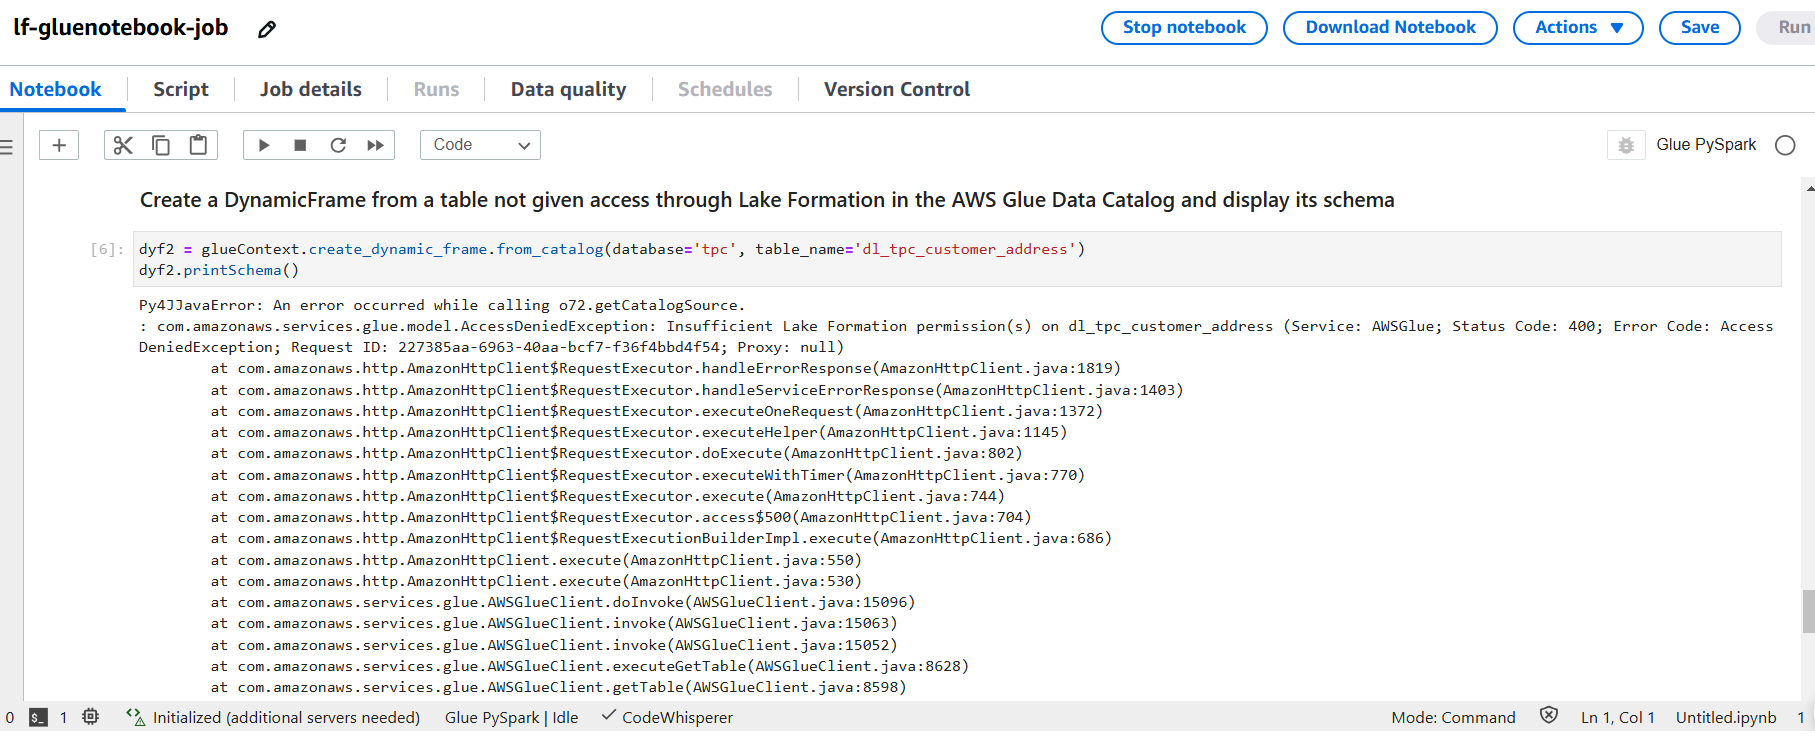 lf-gluenotebook-job
Stop notebook
Download Notebook
Actions
Save
Run
Notebook
Script
Job details
Runs
Data quality
Schedules
Version Control
Code
Glue PySpark
Create a DynamicFrame from a table not given access through Lake Formation in the AWS Glue Data Catalog and display its schema
[6]:
dyf2 = glueContext.create_dynamic_frame.from_catalog(database='tpc', table_name='dl_tpc_customer_address')
dyf2.printSchema()
Py4JJavaError: An error occurred while calling o72.getCatalogSource.
: com.amazonaws.services.glue.model.AccessDeniedException: Insufficient Lake Formation permission(s) on dl_tpc_customer_address (Service: AWSGlue; Status Code: 400; Error Code: Access
DeniedException; Request ID: 227385aa-6963-40aa-bcf7-f36f4bbd4f54; Proxy: null)
at com.amazonaws.http.AmazonHttpClient$RequestExecutor.handleErrorResponse(AmazonHttpClient.java:1819)
at com.amazonaws.http.AmazonHttpClient$RequestExecutor.handleServiceErrorResponse(AmazonHttpClient.java:1403)
at com.amazonaws.http.AmazonHttpClient$RequestExecutor.executeOneRequest(AmazonHttpClient.java:1372)
at com.amazonaws.http.AmazonHttpClient$RequestExecutor.executeHelper(AmazonHttpClient.java:1145)
at com.amazonaws.http.AmazonHttpClient$RequestExecutor.doExecute(AmazonHttpClient.java:802)
at com.amazonaws.http.AmazonHttpClient$RequestExecutor.executeWithTimer(AmazonHttpClient.java:770)
at com.amazonaws.http.AmazonHttpClient$RequestExecutor.execute(AmazonHttpClient.java:744)
at com.amazonaws.http.AmazonHttpClient$RequestExecutor.access$500(AmazonHttpClient.java:704)
at com.amazonaws.http.AmazonHttpClient$RequestExecutionBuilderImpl.execute(AmazonHttpClient.java:686)
at com.amazonaws.http.AmazonHttpClient.execute(AmazonHttpClient.java:550)
at com.amazonaws.http.AmazonHttpClient.execute(AmazonHttpClient.java:530)
at com.amazonaws.services.glue.AWSGlueClient.doInvoke(AWSGlueClient.java:15096)
at com.amazonaws.services.glue.AWSGlueClient.invoke(AWSGlueClient.java:15063)
at com.amazonaws.services.glue.AWSGlueClient.invoke(AWSGlueClient.java:15052)
at com.amazonaws.services.glue.AWSGlueClient.executeGetTable(AWSGlueClient.java:8628)
at com.amazonaws.services.glue.AWSGlueClient.getTable(AWSGlueClient.java:8598)
0 $_ 1 Initialized (additional servers needed) Glue PySpark | Idle CodeWhisperer Mode: Command Ln 1, Col 1 Untitled.ipynb 1